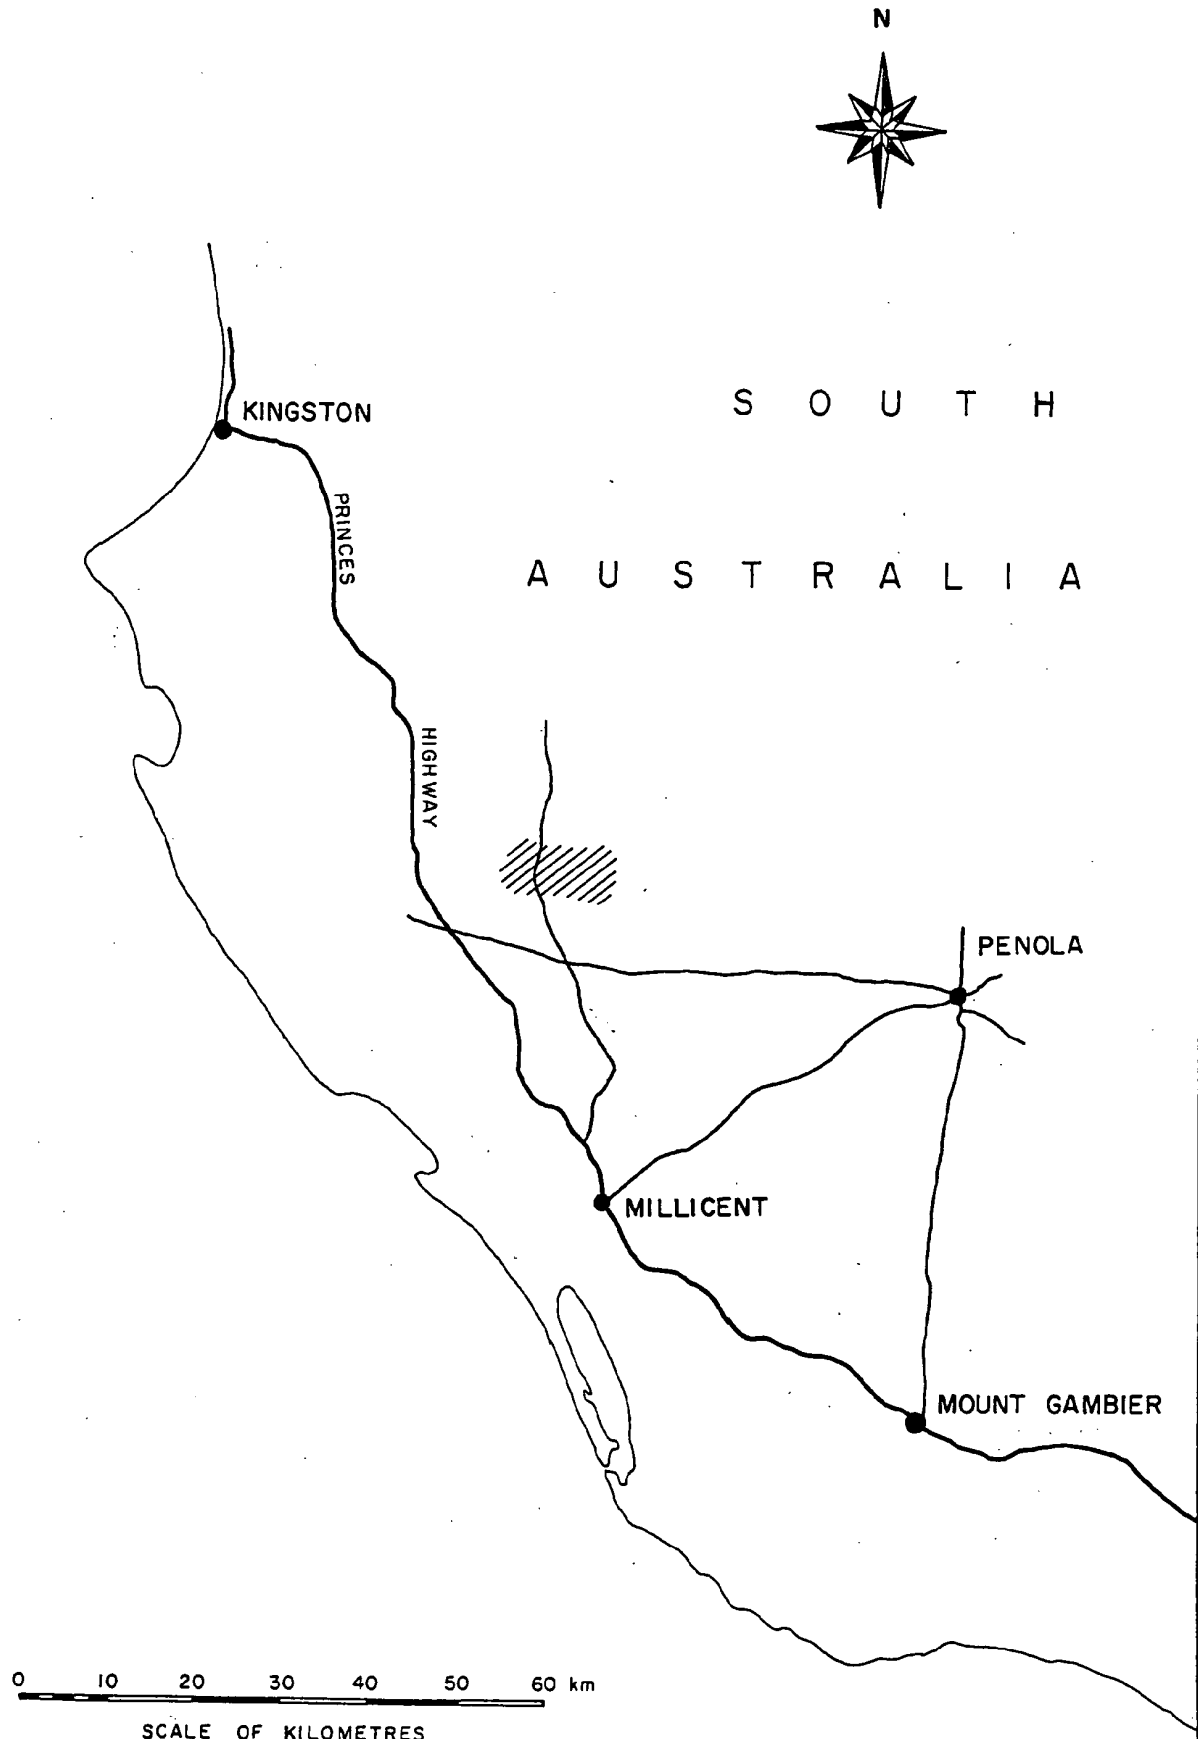 N
KINGSTON
SOUTH
PRINCES
AUSTRALIA
HIGHWAY
PENOLA
MILLICENT
MOUNT GAMBIER
0 10 20 30 40 50 60 km
SCALE OF KILOMETRES